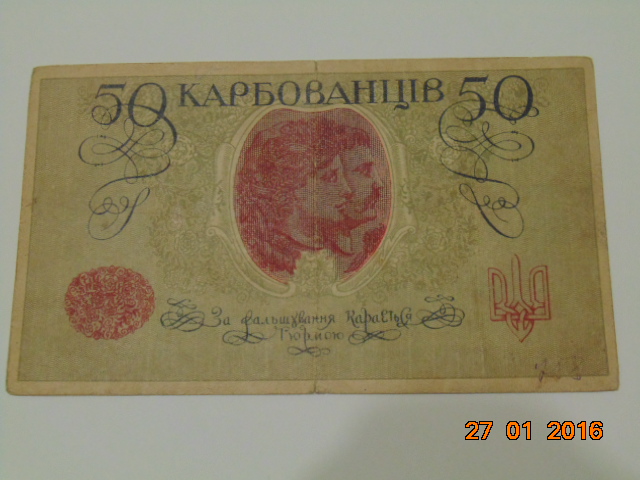 50 КАРБОВАНЦІВ 50
За фальшування карається
тюрмою
27 01 2016